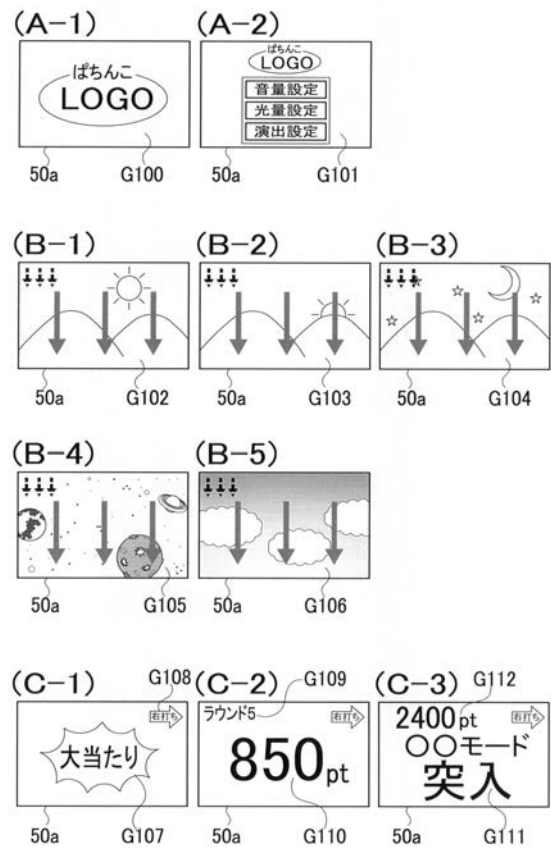 (A-1)
(A-2)
ぱちんこ
LOGO
ぱちんこ
LOGO
音量設定
光量設定
演出設定
50a
G100
50a
G101
(B-1)
(B-2)
(B-3)
50a
G102
50a
G103
50a
G104
(B-4)
(B-5)
50a
G105
50a
G106
(C-1)
G108
(C-2)
G109
(C-3)
G112
右打ち
大当たり
ラウンド5
右打ち
850pt
2400pt
右打ち
〇〇モード
突入
50a
G107
50a
G110
50a
G111